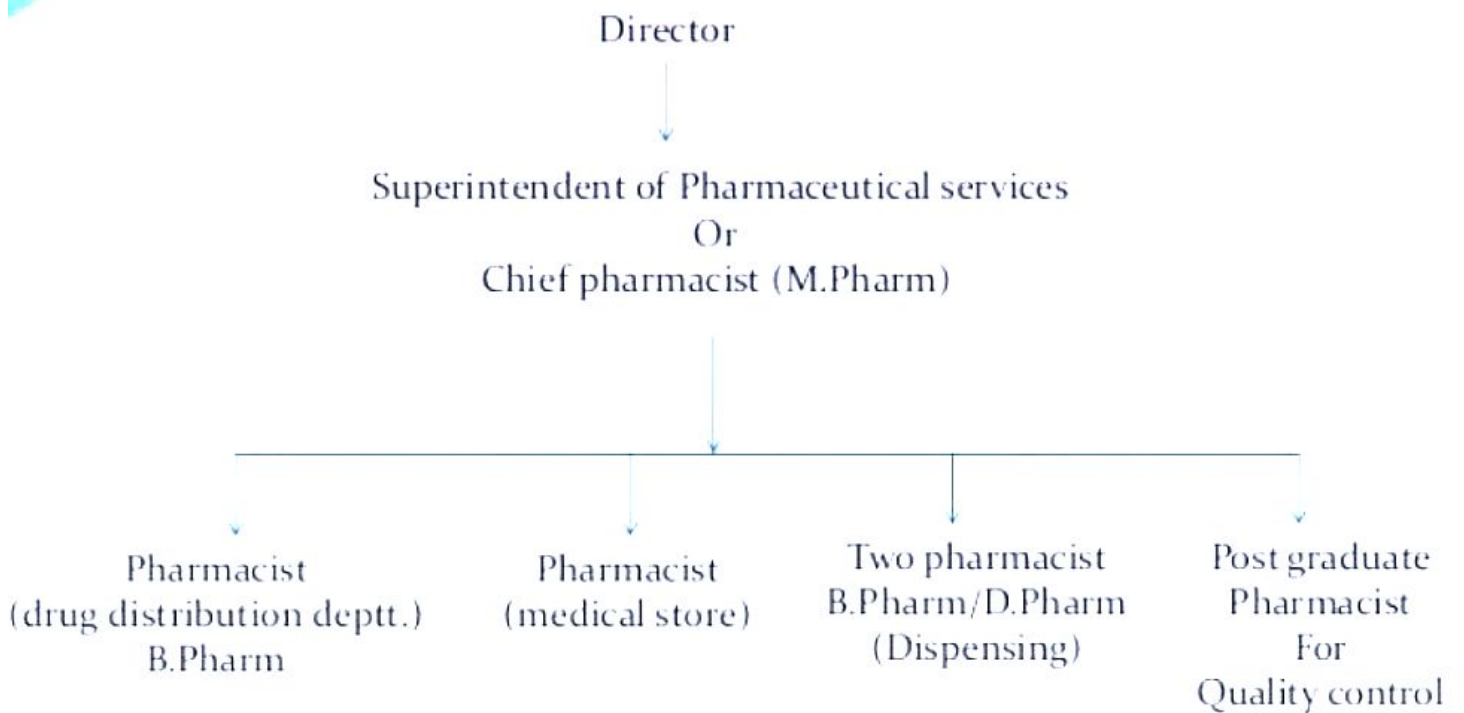 Director
Superintendent of Pharmaceutical services
Or
Chief pharmacist (M.Pharm)
Pharmacist
(drug distribution deptt.)
B.Pharm
Pharmacist
(medical store)
Two pharmacist
B.Pharm/D.Pharm
(Dispensing)
Post graduate
Pharmacist
For
Quality control